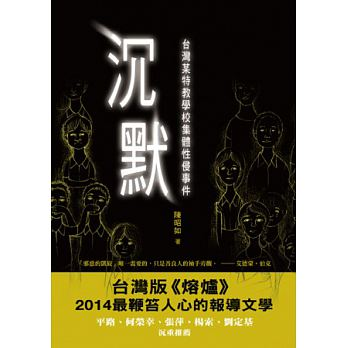 沉默
台灣某特教學校集體性侵事件
陳昭如 著
「邪惡的凱旋，唯一需要的，只是善良人的袖手旁觀。」——艾德蒙‧伯克
台灣版《熔爐》
2014最鞭笞人心的報導文學
平路、何榮幸、張萍、楊索、劉定基
沉重推薦